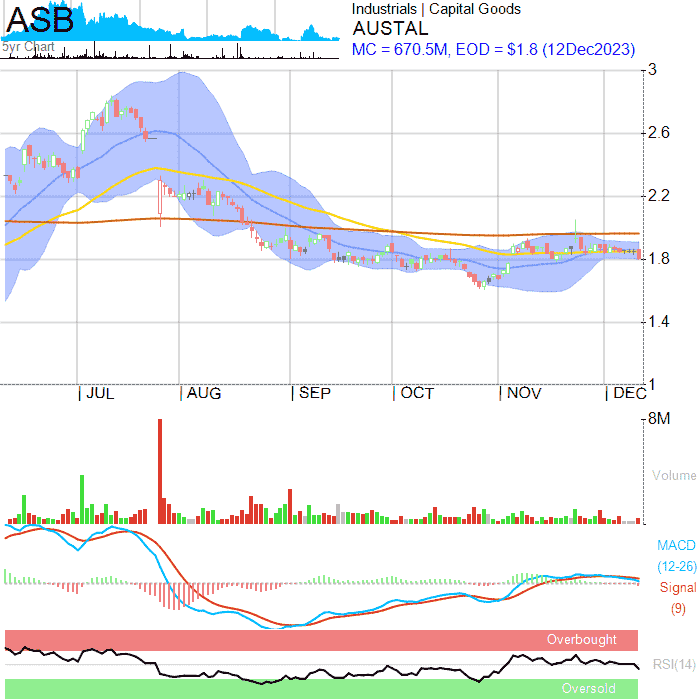 ASB
5yr Chart
Industrials | Capital Goods
AUSTAL
MC = 670.5M, EOD = $1.8 (12Dec2023)
3
2.6
2.2
1.8
1.4
1
JUL AUG SEP OCT NOV DEC
8M
Volume
MACD
(12-26)
Signal
(9)
Overbought
RSI(14)
Oversold